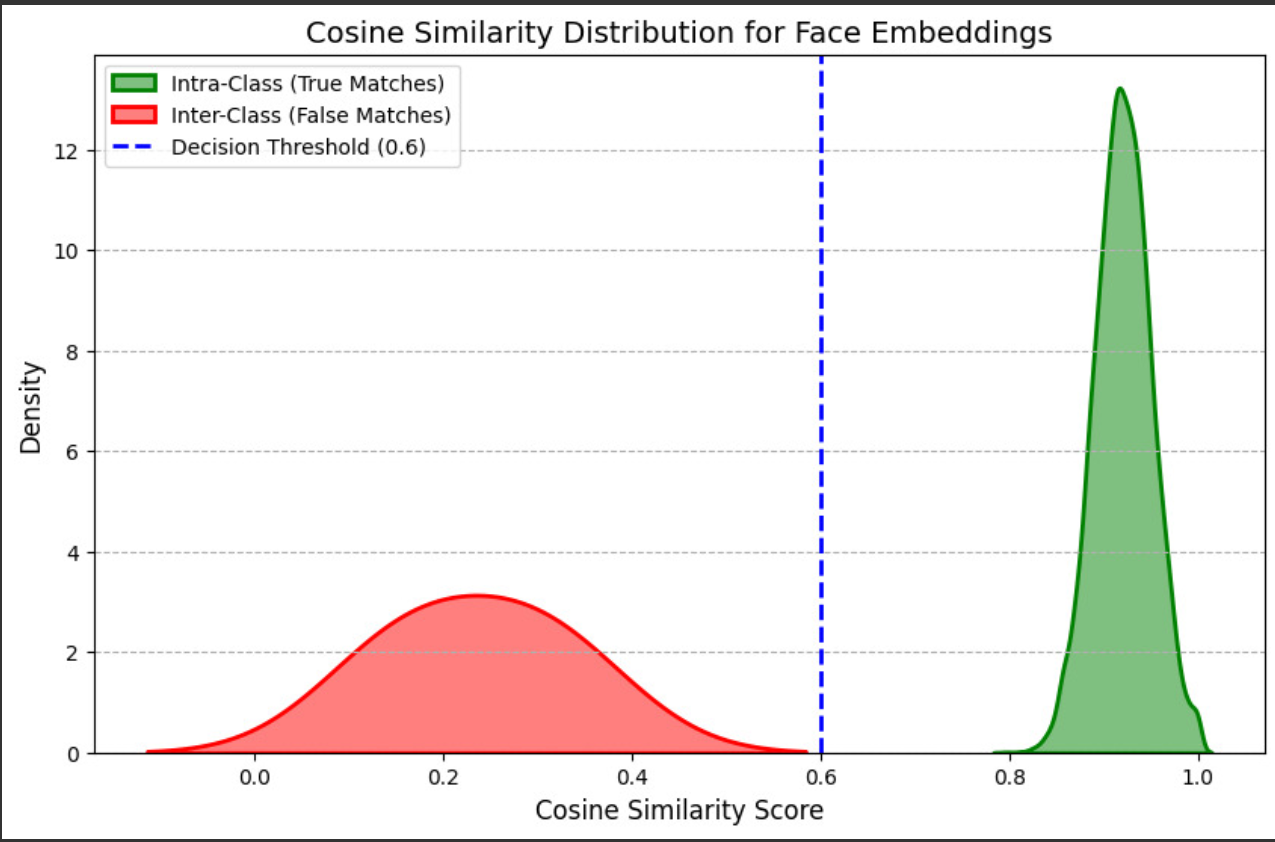 Cosine Similarity Distribution for Face Embeddings
Intra-Class (True Matches)
Inter-Class (False Matches)
Decision Threshold (0.6)
Density
12
10
8
6
4
2
0
0.0 0.2 0.4 0.6 0.8 1.0
Cosine Similarity Score